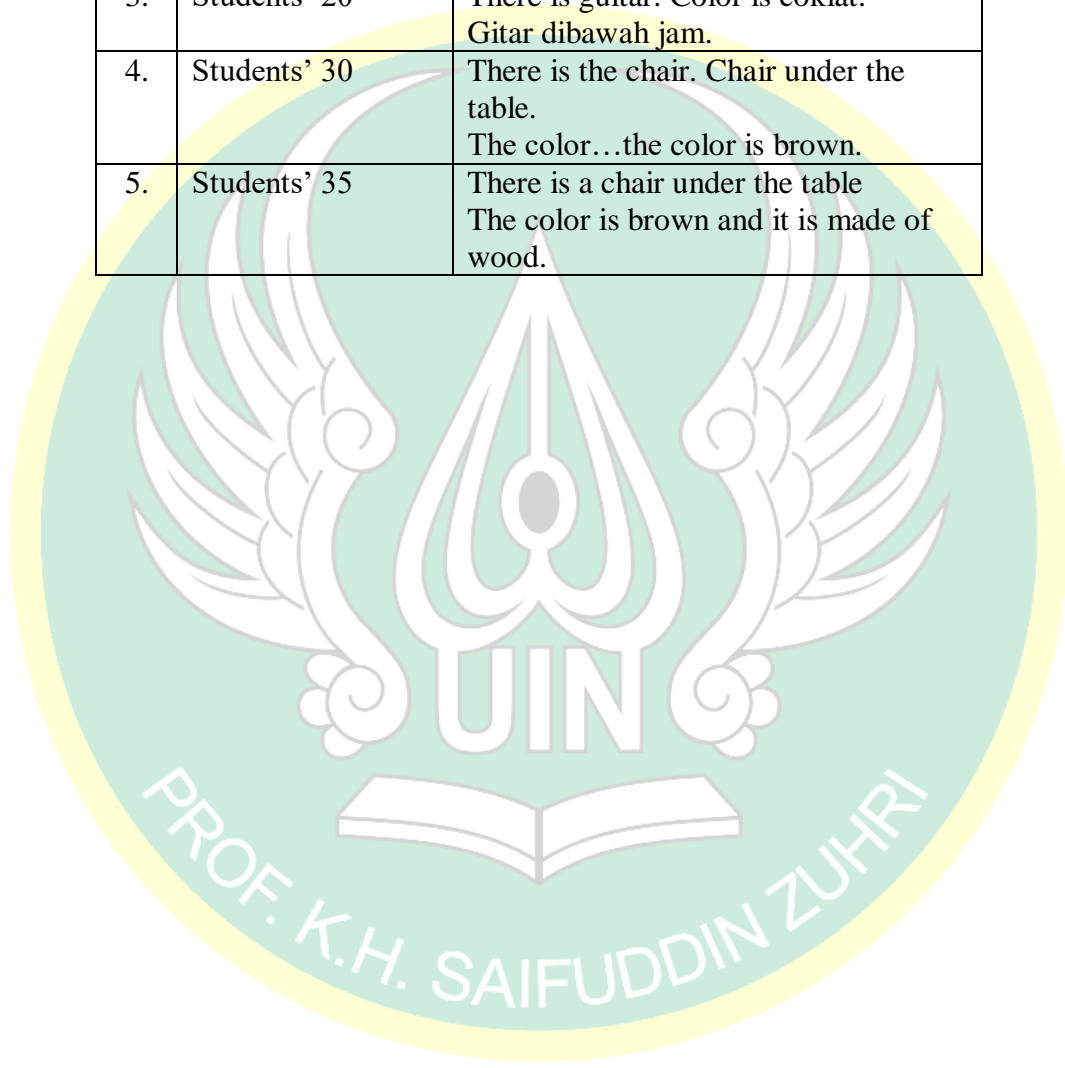 3. Students’ 20 There is guitar. Color is coklat.
Gitar dibawah jam.
4. Students’ 30 There is the chair. Chair under the
table.
The color…the color is brown.
5. Students’ 35 There is a chair under the table
The color is brown and it is made of
wood.
UIN
PROF. K.H. SAIFUDDIN ZUHRI